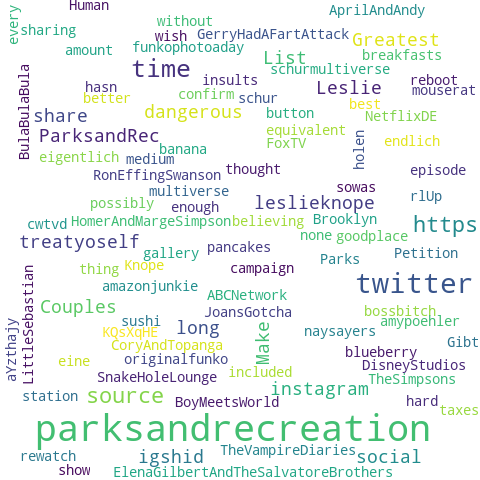 Human
AprilAndAndy
every
sharing
without
wish
GerryHadAFartAttack
Greatest
amount
funkophotoaday
List
breakfasts
time
schurmultiverse
BulaBulaBula
hasn
insults
Leslie
reboot
better
confirm
schur
mouserat
share
dangerous
button
best
NetflixDE
ParksandRec
banana
equivalent
endlich
FoxTV
eigentlich
medium
thought
holen
episode
RonEffingSwanson
sowas
multiverse
rlUp
possibly
enough
leslieknope
cwtvd
HomerAndMargeSimpson
believing
Brooklyn
https
treatyoself
none
goodplace
pancakes
gallery
Parks
Petition
thing
Knope
campaign
amazonjunkie
twitter
LittleSebastian
ABCNetwork
Couples
JoansGotcha
bossbitch
aYzthajy
sushi
long
Make
naysayers
amypoehler
KQsXqHE
CoryAndTopanga
Gibt
eine
originalfunko
blueberry
DisneyStudios
SnakeHoleLounge
included
TheSimpsons
station
source
BoyMeetsWorld
instagram
hard
taxes
parksandrecreation
rewatch
igshid
TheVampireDiaries
social
show
ElenaGilbertAndTheSalvatoreBrothers